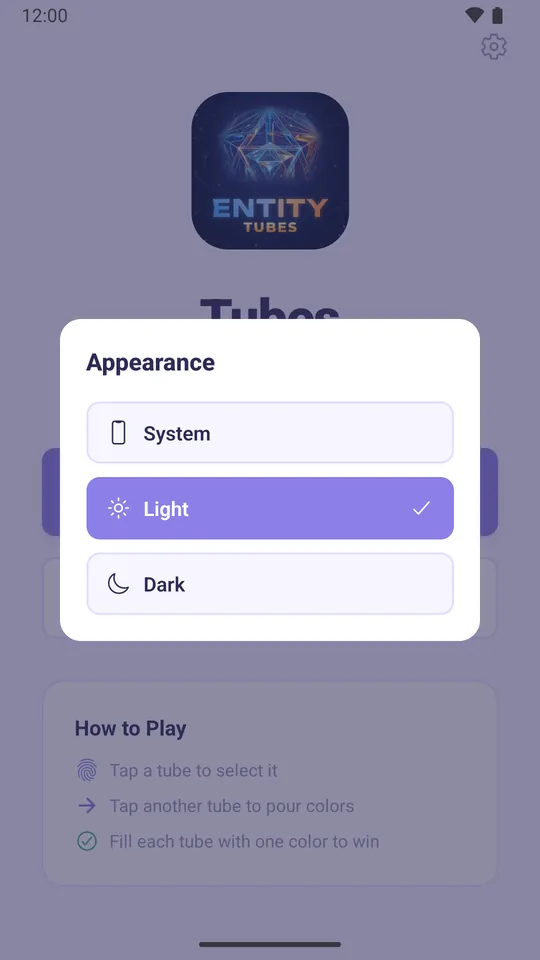 12:00
ENTITY
TUBES
Tubes
Appearance
System
Light
Dark
How to Play
Tap a tube to select it
Tap another tube to pour colors
Fill each tube with one color to win